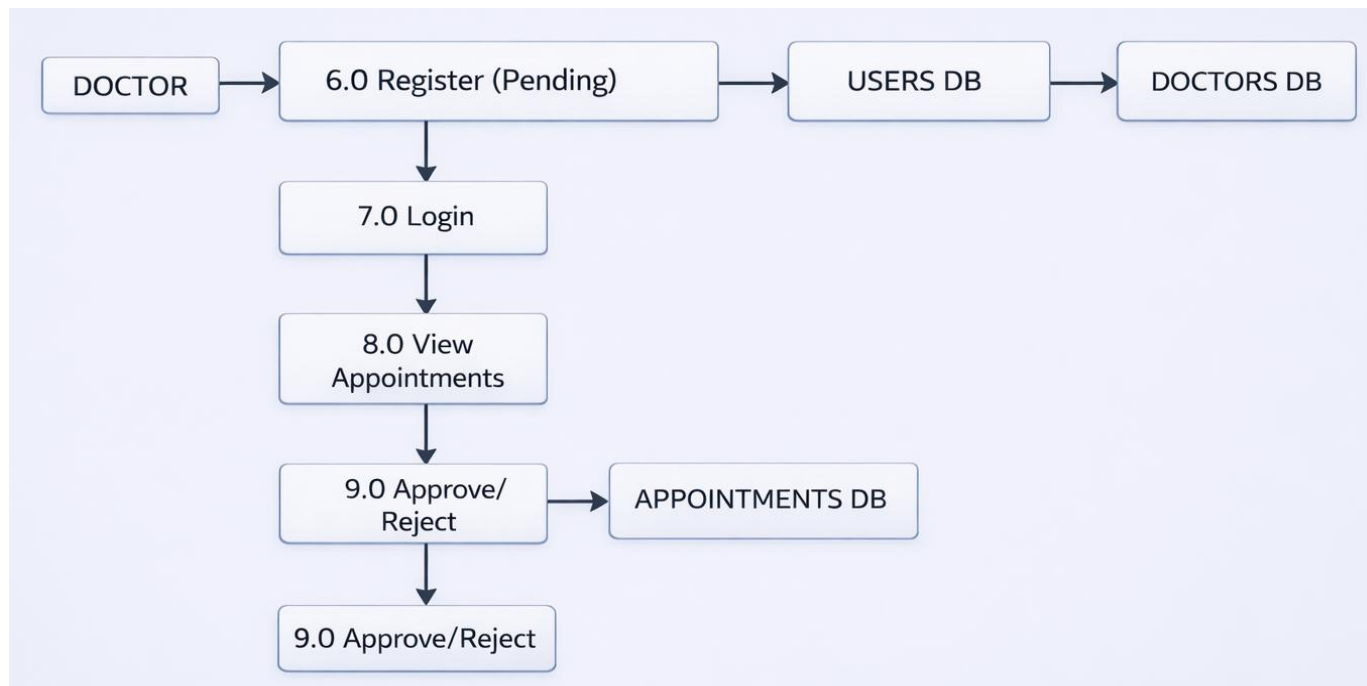 DOCTOR
6.0 Register (Pending)
USERS DB
DOCTORS DB
7.0 Login
8.0 View
Appointments
9.0 Approve/
Reject
APPOINTMENTS DB
9.0 Approve/Reject